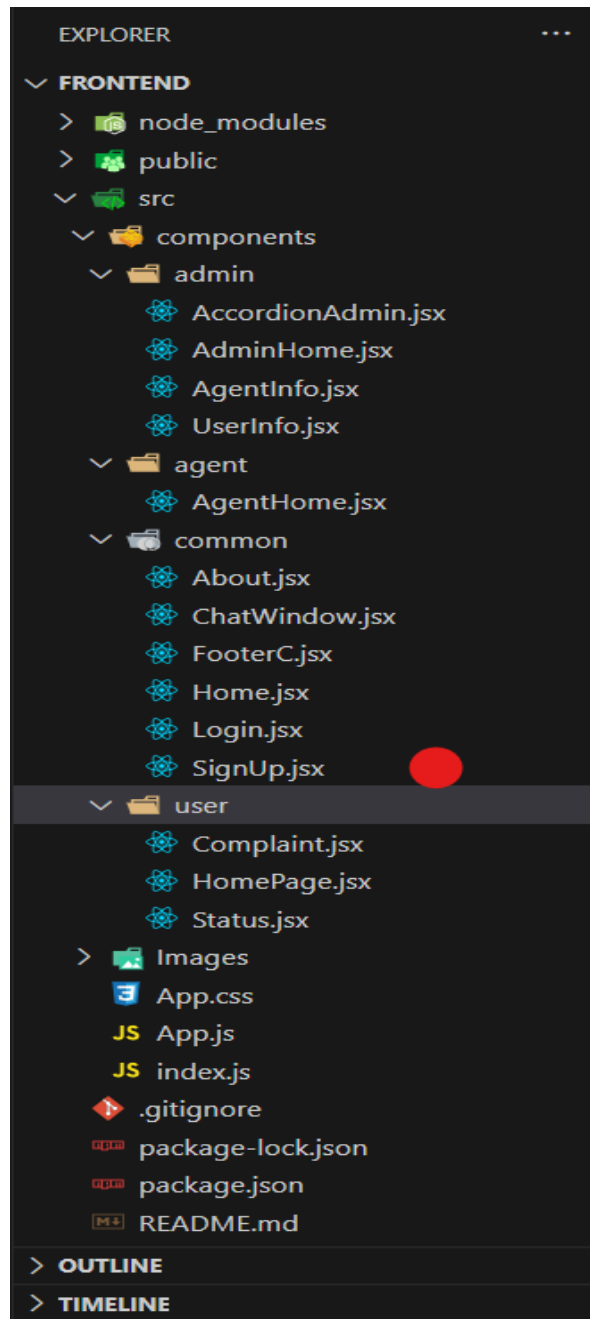 EXPLORER
FRONTEND
node_modules
public
src
components
admin
AccordionAdmin.jsx
AdminHome.jsx
AgentInfo.jsx
UserInfo.jsx
agent
AgentHome.jsx
common
About.jsx
ChatWindow.jsx
FooterC.jsx
Home.jsx
Login.jsx
SignUp.jsx
user
Complaint.jsx
HomePage.jsx
Status.jsx
Images
App.css
JS App.js
JS index.js
.gitignore
package-lock.json
package.json
README.md
OUTLINE
TIMELINE